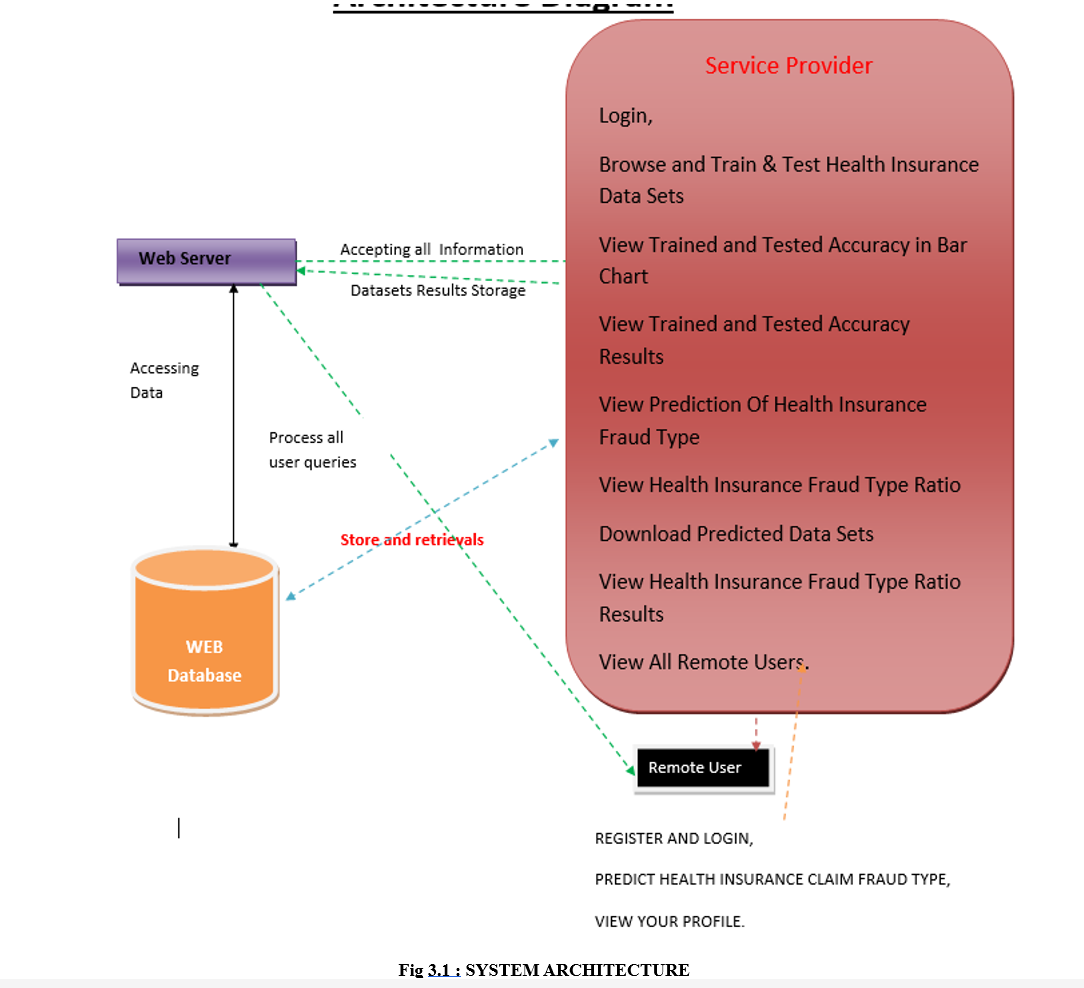 Architecture Diagram
Service Provider
Login,
Browse and Train & Test Health Insurance
Data Sets
View Trained and Tested Accuracy in Bar
Chart
View Trained and Tested Accuracy
Results
View Prediction Of Health Insurance
Fraud Type
View Health Insurance Fraud Type Ratio
Download Predicted Data Sets
View Health Insurance Fraud Type Ratio
Results
View All Remote Users.
Web Server
Accepting all Information
Datasets Results Storage
Accessing
Data
Process all
user queries
Store and retrievals
WEB
Database
Remote User
REGISTER AND LOGIN,
PREDICT HEALTH INSURANCE CLAIM FRAUD TYPE,
VIEW YOUR PROFILE.
Fig 3.1 : SYSTEM ARCHITECTURE